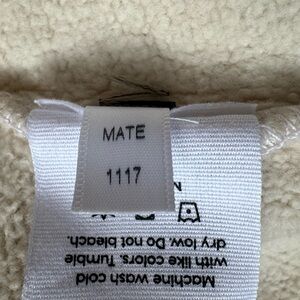 MATE
1117
Machine wash cold
with like colors. Tumble
dry low. Do not bleach.